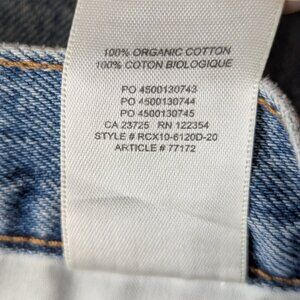 100% ORGANIC COTTON
100% COTON BIOLOGIQUE
PO 4500130743
PO 4500130744
PO 4500130745
CA 23725 RN 122354
STYLE # RCX10-6120D-20
ARTICLE # 77172